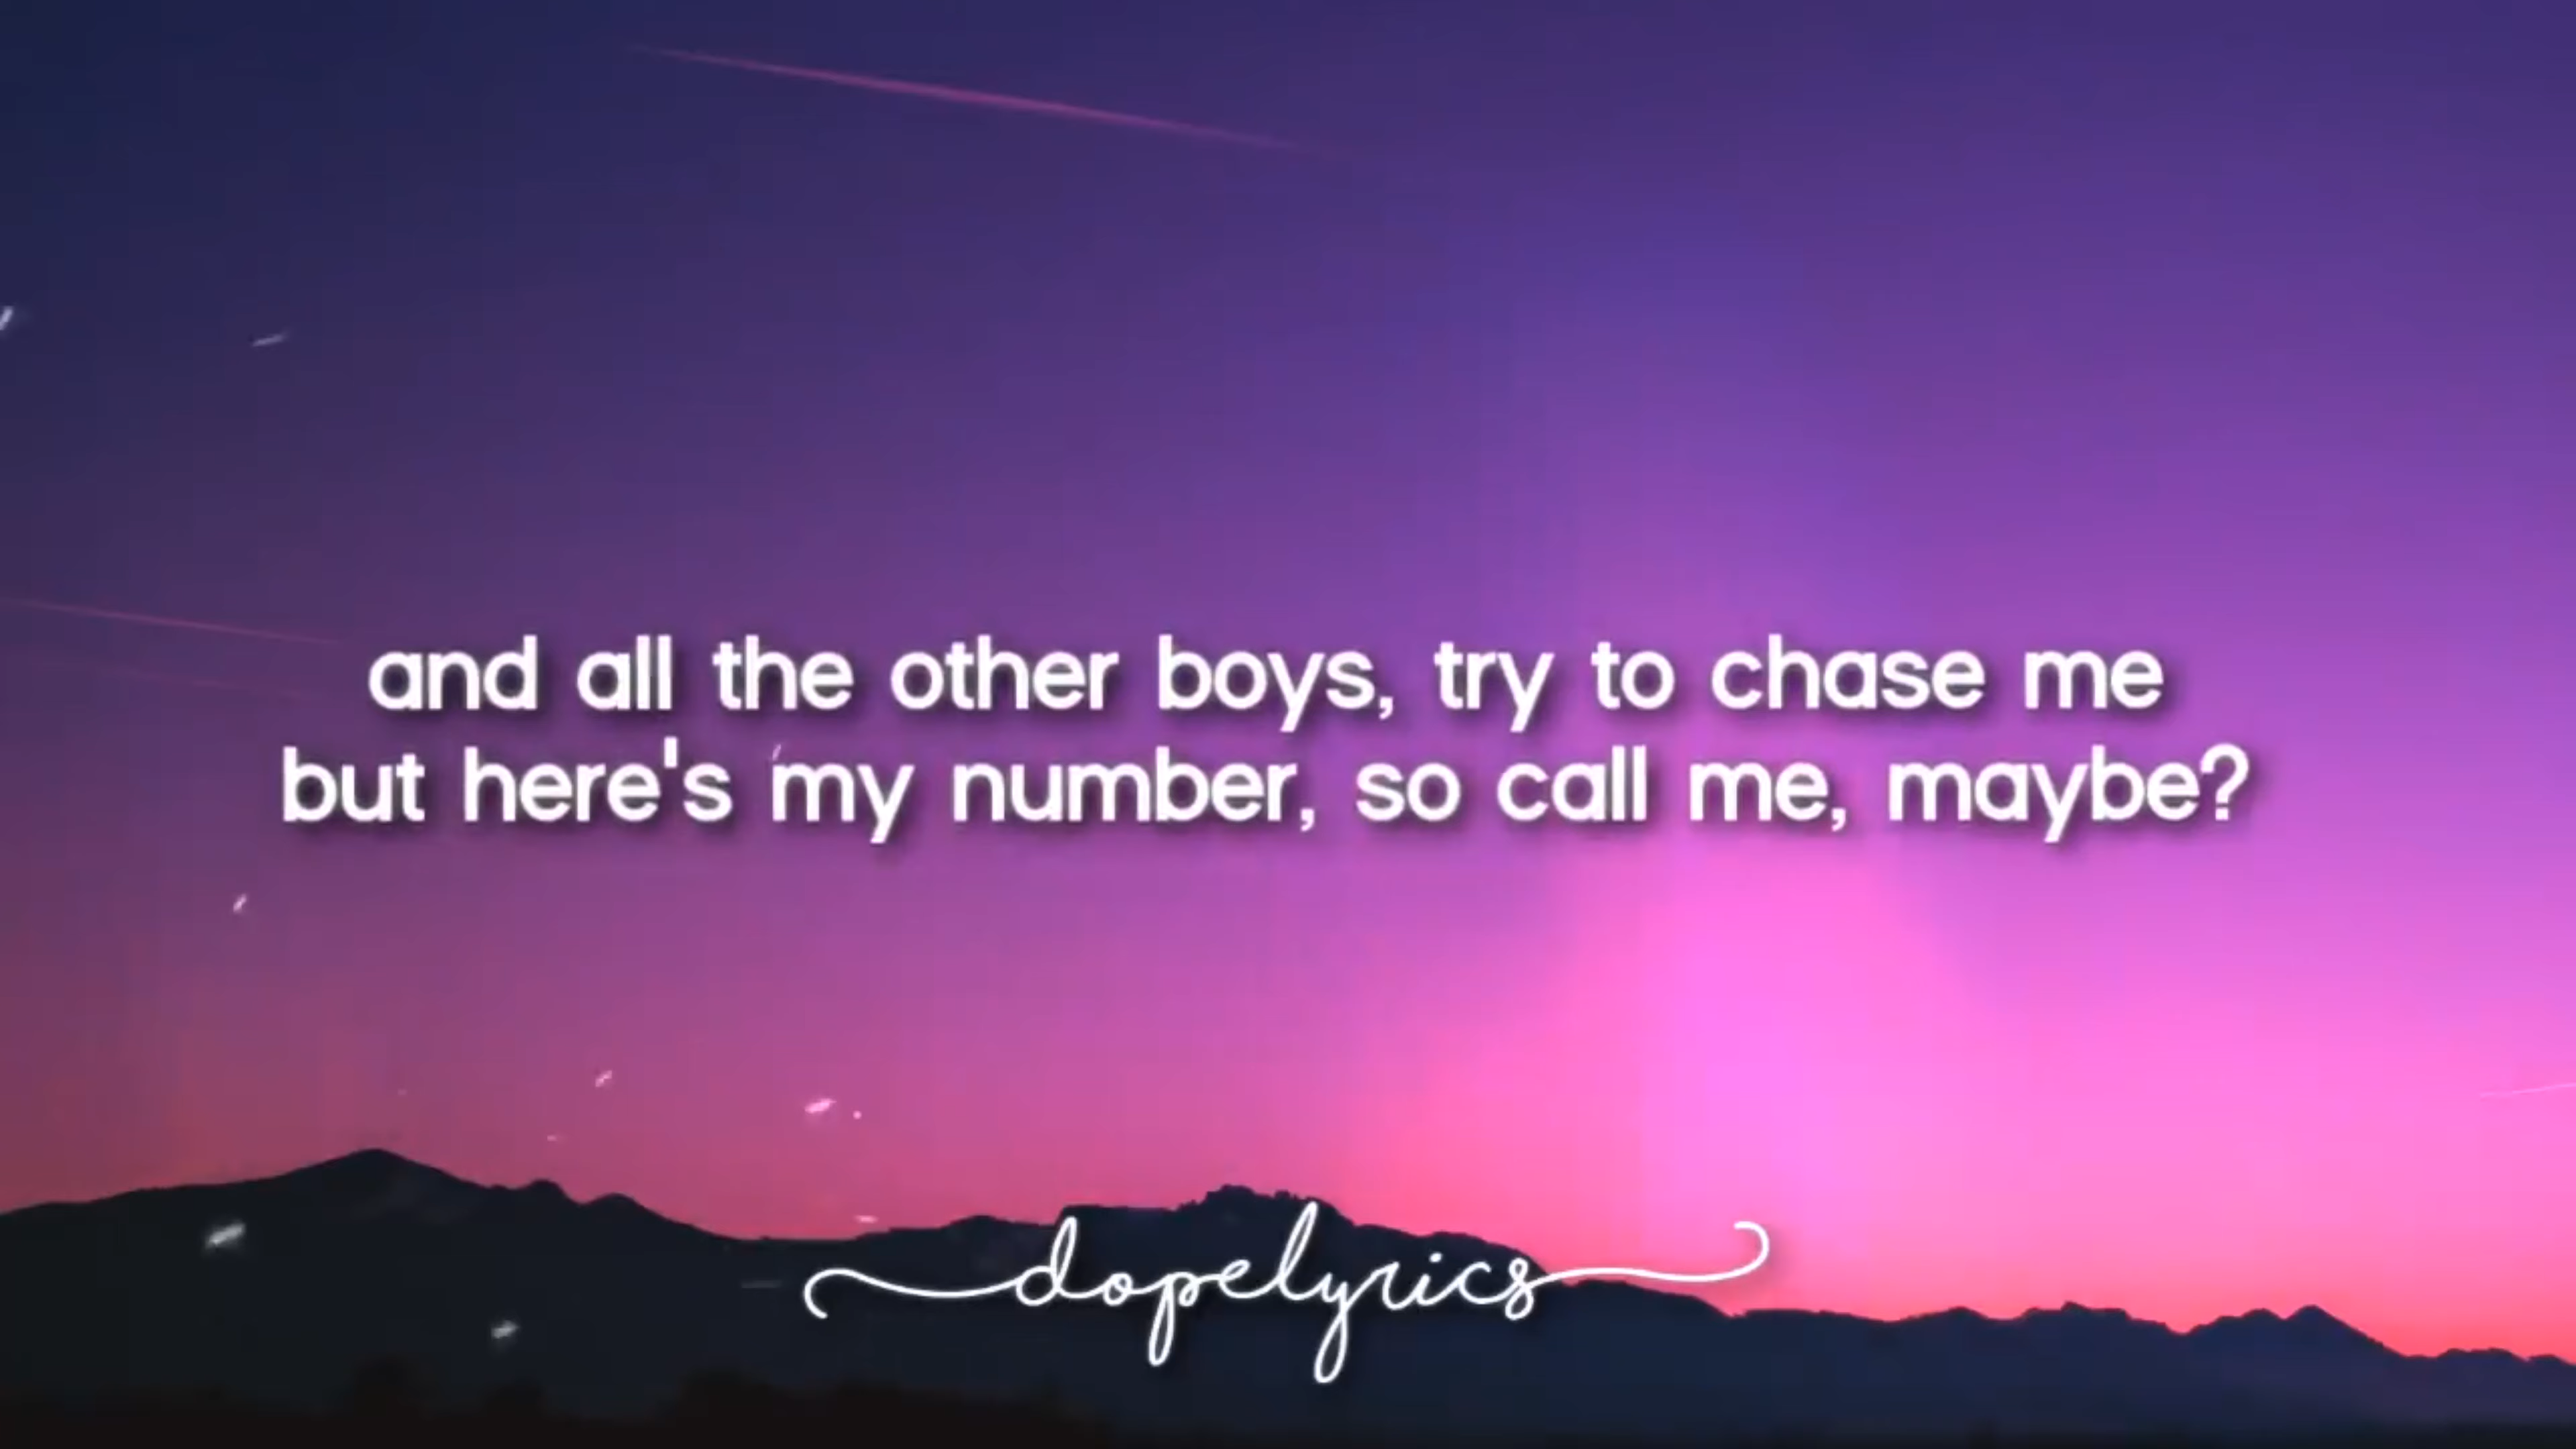 and all the other boys, try to chase me
but here's my number, so call me, maybe?
dopelyrics